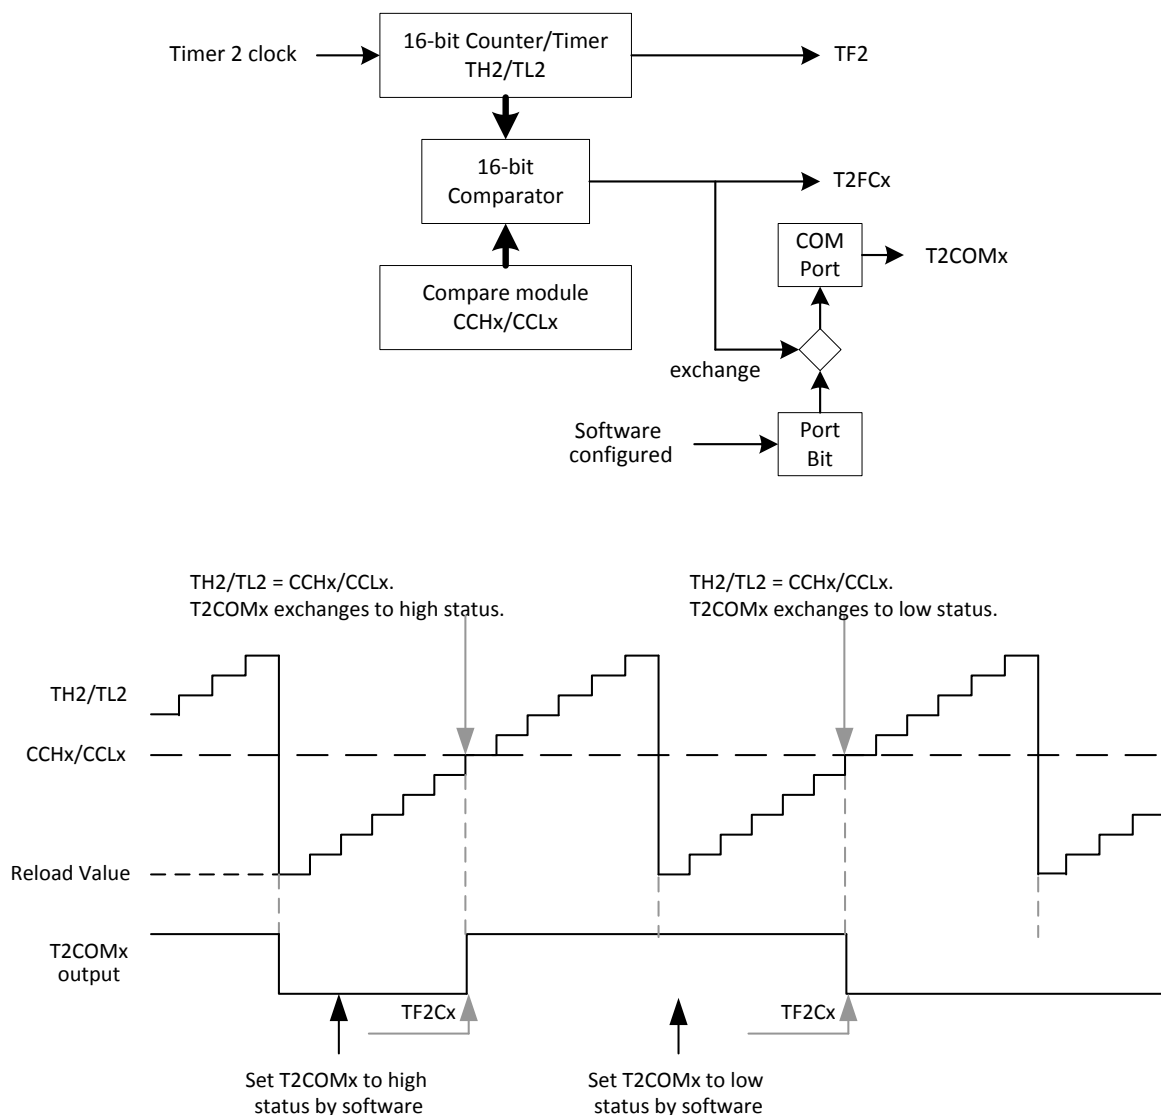 Timer 2 clock
16-bit Counter/Timer
TH2/TL2
TF2
16-bit
Comparator
T2FCx
COM
Port
T2COMx
Compare module
CCHx/CCLx
exchange
Software
configured
Port
Bit
TH2/TL2 = CCHx/CCLx.
T2COMx exchanges to high status.
TH2/TL2 = CCHx/CCLx.
T2COMx exchanges to low status.
TH2/TL2
CCHx/CCLx
Reload Value
T2COMx
output
TF2Cx
TF2Cx
Set T2COMx to high
status by software
Set T2COMx to low
status by software